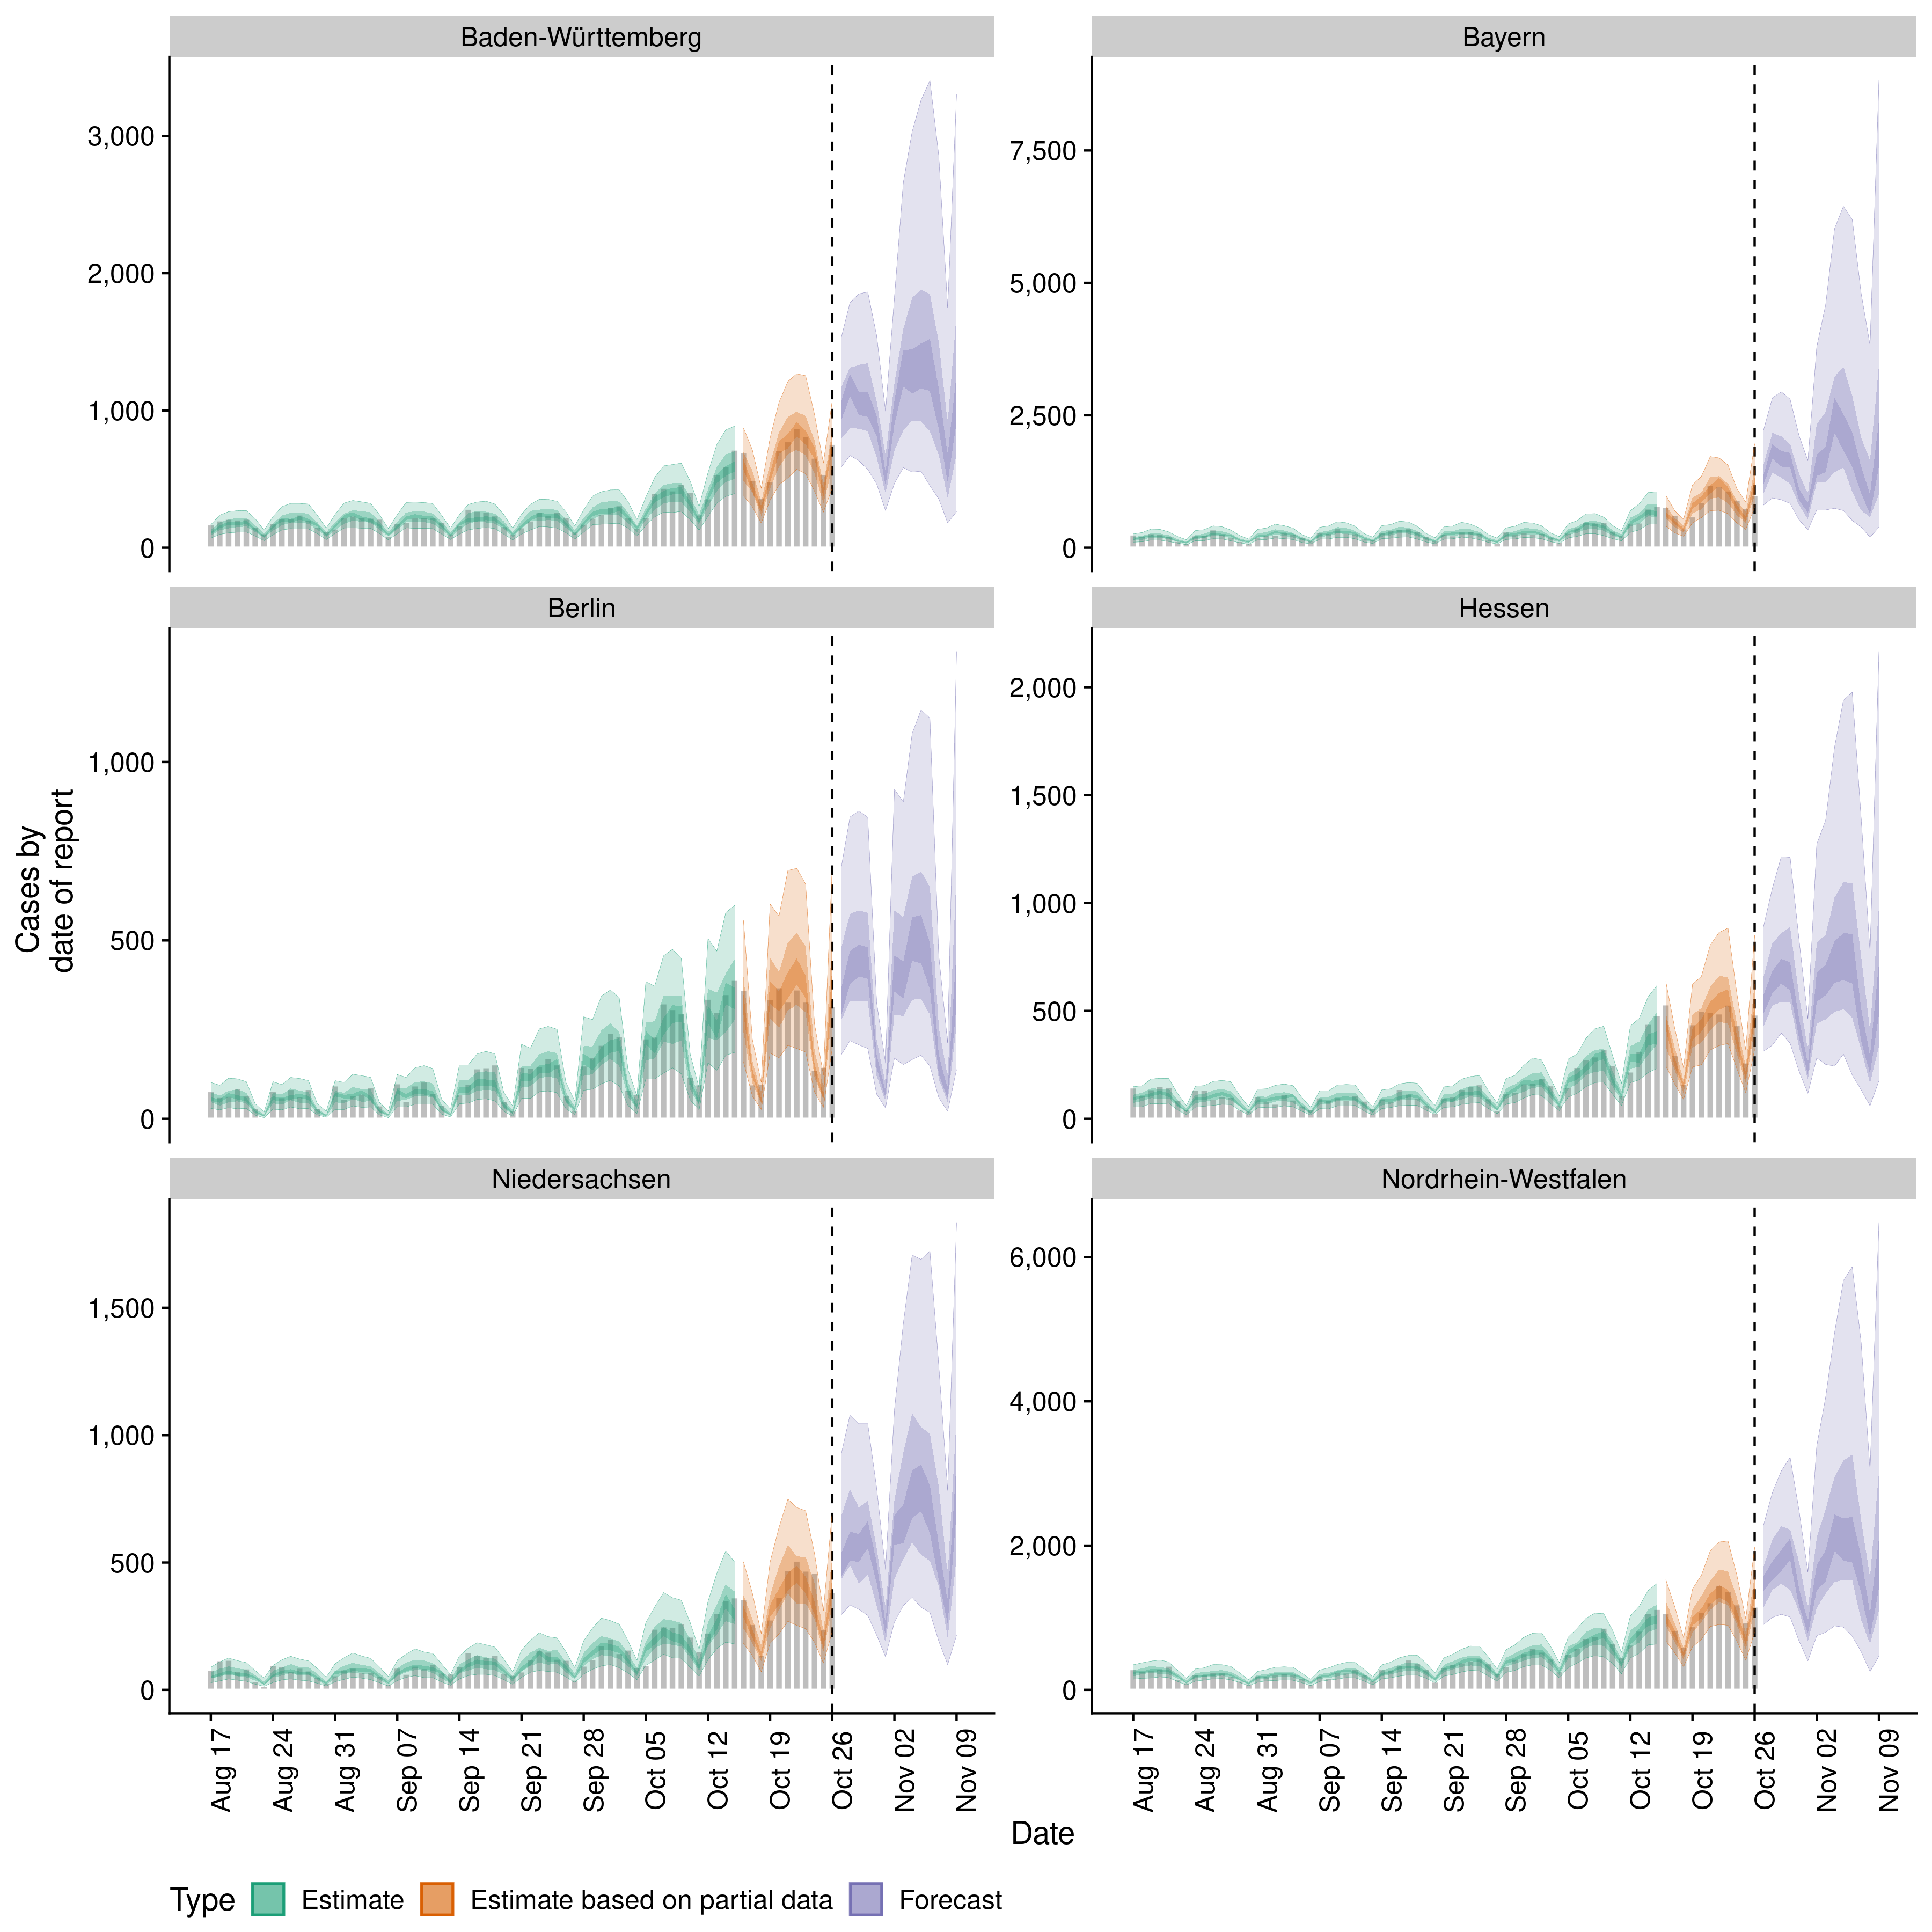 Baden-Württemberg
Bayern
3,000
2,000
1,000
0
7,500
5,000
2,500
0
Berlin
Hessen
1,000
500
0
2,000
1,500
1,000
500
0
Cases by
date of report
Niedersachsen
Nordrhein-Westfalen
1,500
1,000
500
0
6,000
4,000
2,000
0
Aug 17
Aug 24
Aug 31
Sep 07
Sep 14
Sep 21
Sep 28
Oct 05
Oct 12
Oct 19
Oct 26
Nov 02
Nov 09
Aug 17
Aug 24
Aug 31
Sep 07
Sep 14
Sep 21
Sep 28
Oct 05
Oct 12
Oct 19
Oct 26
Nov 02
Nov 09
Date
Type Estimate Estimate based on partial data Forecast